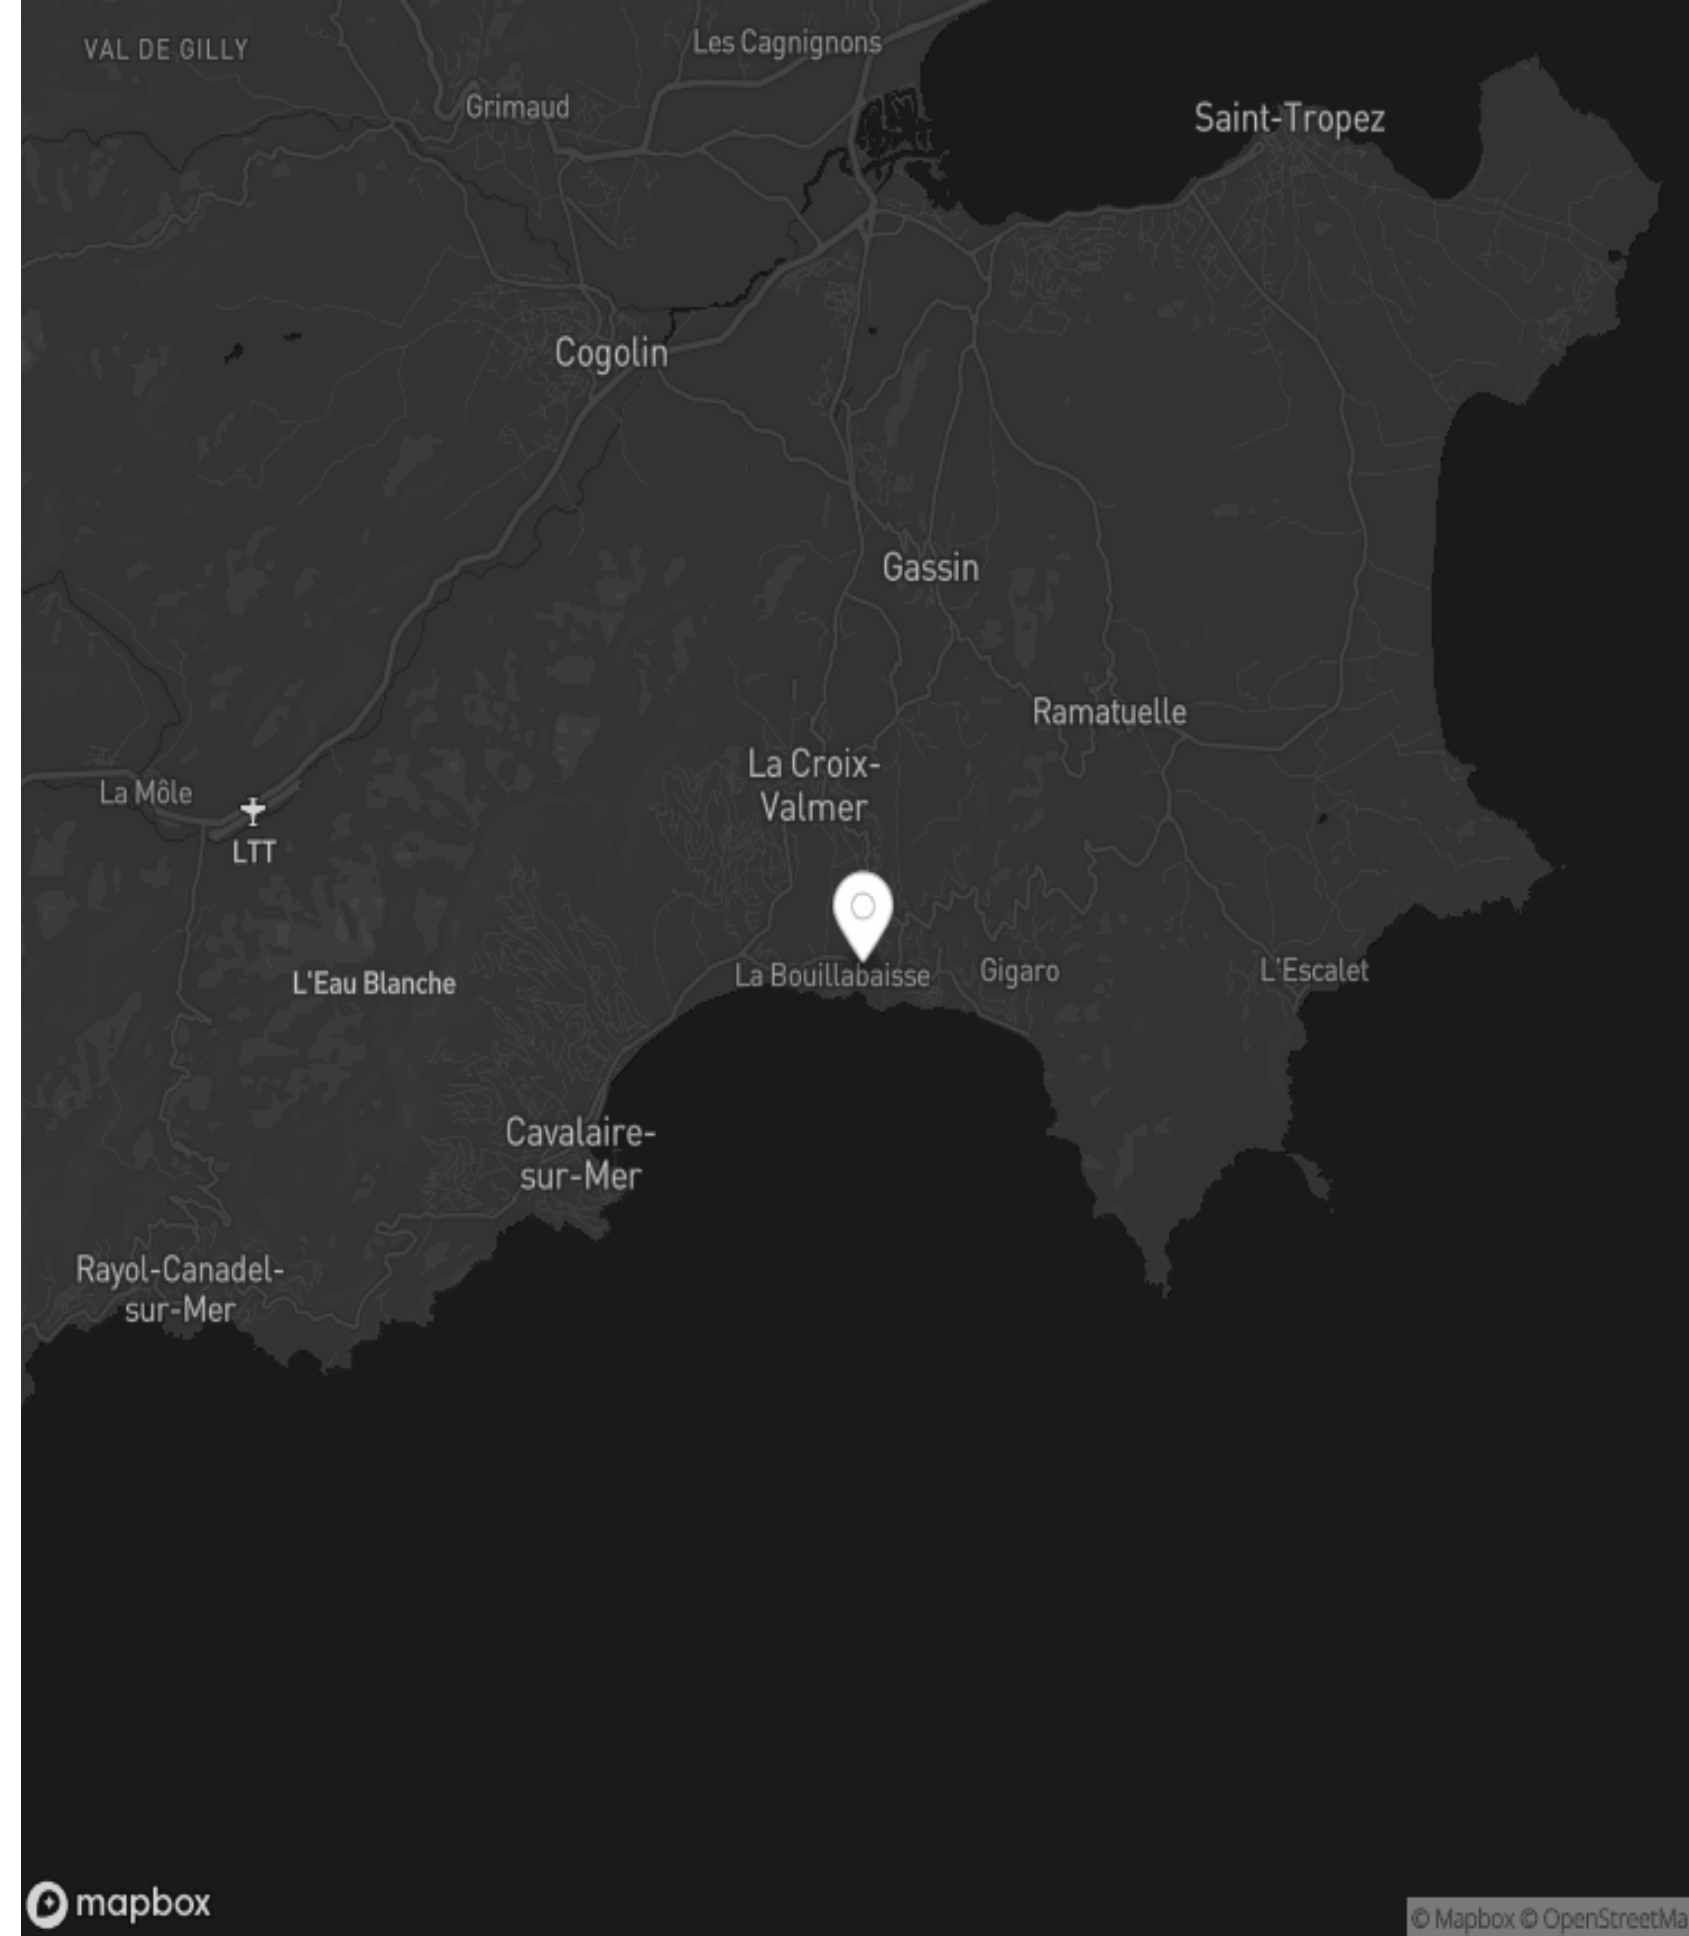 VAL DE GILLY
Les Cagnignons
Grimaud
Saint-Tropez
Cogolin
Gassin
Ramatuelle
La Croix-
Valmer
La Môle
LTT
L'Eau Blanche
La Bouillabaisse
Gigaro
L'Escalet
Cavalaire-
sur-Mer
Rayol-Canadel-
sur-Mer
mapbox
© Mapbox © OpenStreetMa